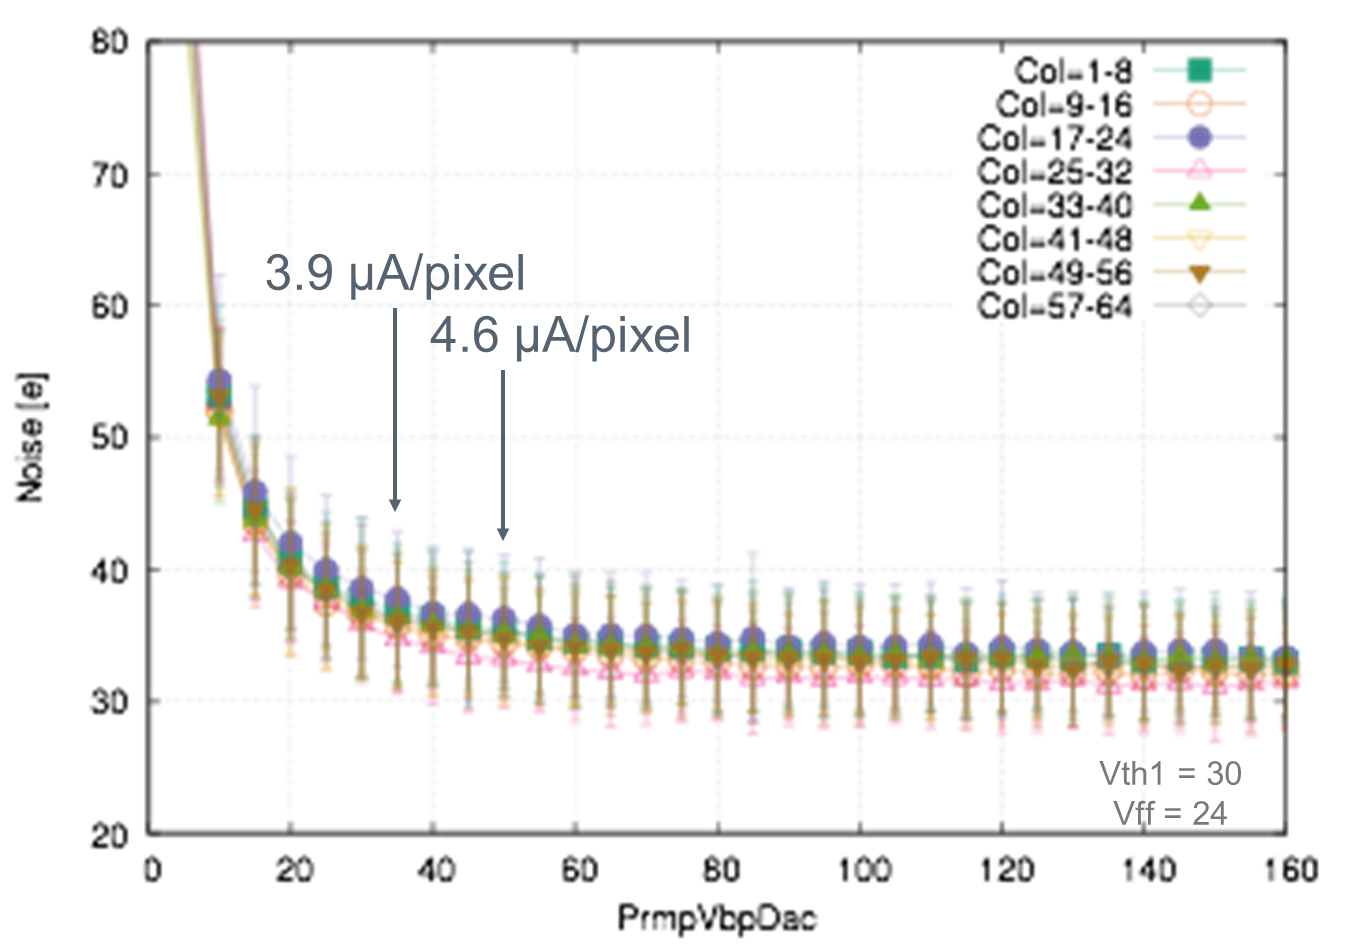 80
70
60
50
40
30
20
Noise [e]
Col=1-8
Col=9-16
Col=17-24
Col=25-32
Col=33-40
Col=41-48
Col=49-56
Col=57-64
3.9 µA/pixel
4.6 µA/pixel
Vth1 = 30
Vff = 24
0 20 40 60 80 100 120 140 160
PrmpVbpDac